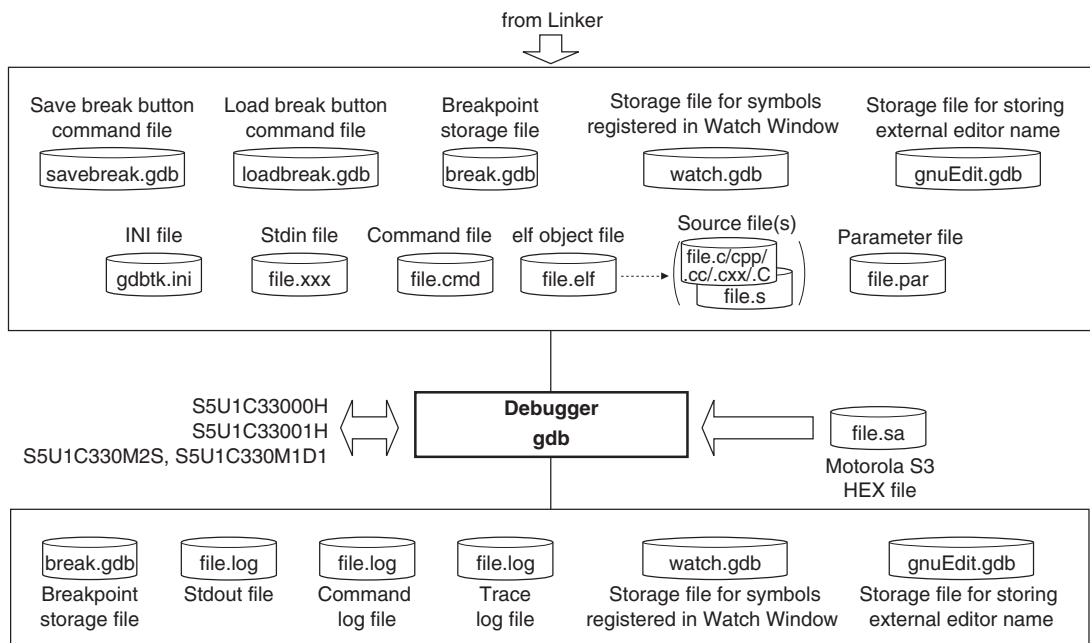 from Linker
Save break button
command file
savebreak.gdb
Load break button
command file
loadbreak.gdb
Breakpoint
storage file
break.gdb
Storage file for symbols
registered in Watch Window
watch.gdb
Storage file for storing
external editor name
gnuEdit.gdb
INI file
gdbtk.ini
Stdin file
file.xxx
Command file
file.cmd
elf object file
file.elf
Source file(s)
file.c/cpp/
.cc/.cxx/.C
file.s
Parameter file
file.par
S5U1C33000H
S5U1C33001H
S5U1C330M2S, S5U1C330M1D1
Debugger
gdb
file.sa
Motorola S3
HEX file
break.gdb
Breakpoint
storage file
file.log
Stdout file
file.log
Command
log file
file.log
Trace
log file
watch.gdb
Storage file for symbols
registered in Watch Window
gnuEdit.gdb
Storage file for storing
external editor name